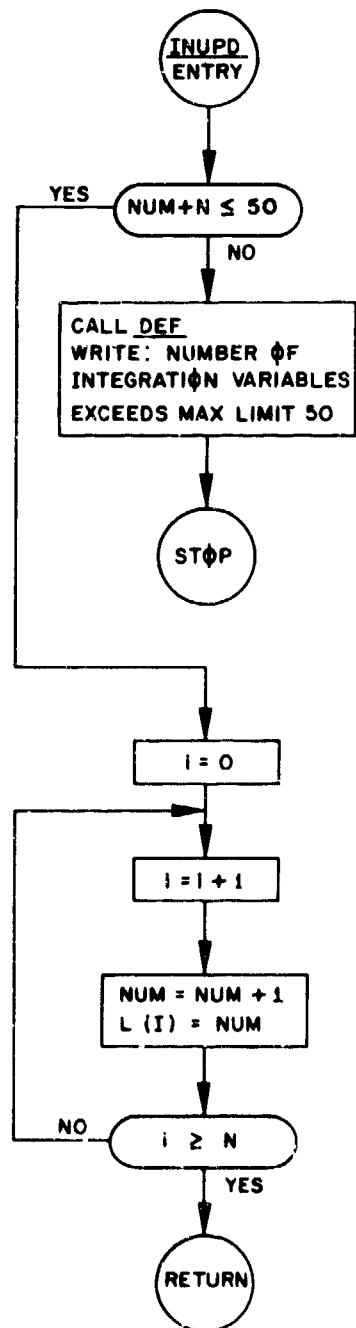 INUPD
ENTRY
YES
NUM+N ≤ 50
NO
CALL DEF
WRITE: NUMBER ϕF
INTEGRATIϕN VARIABLES
EXCEEDS MAX LIMIT 50
STϕP
i = 0
i = i + 1
NUM = NUM + 1
L (I) = NUM
NO
i ≥ N
YES
RETURN